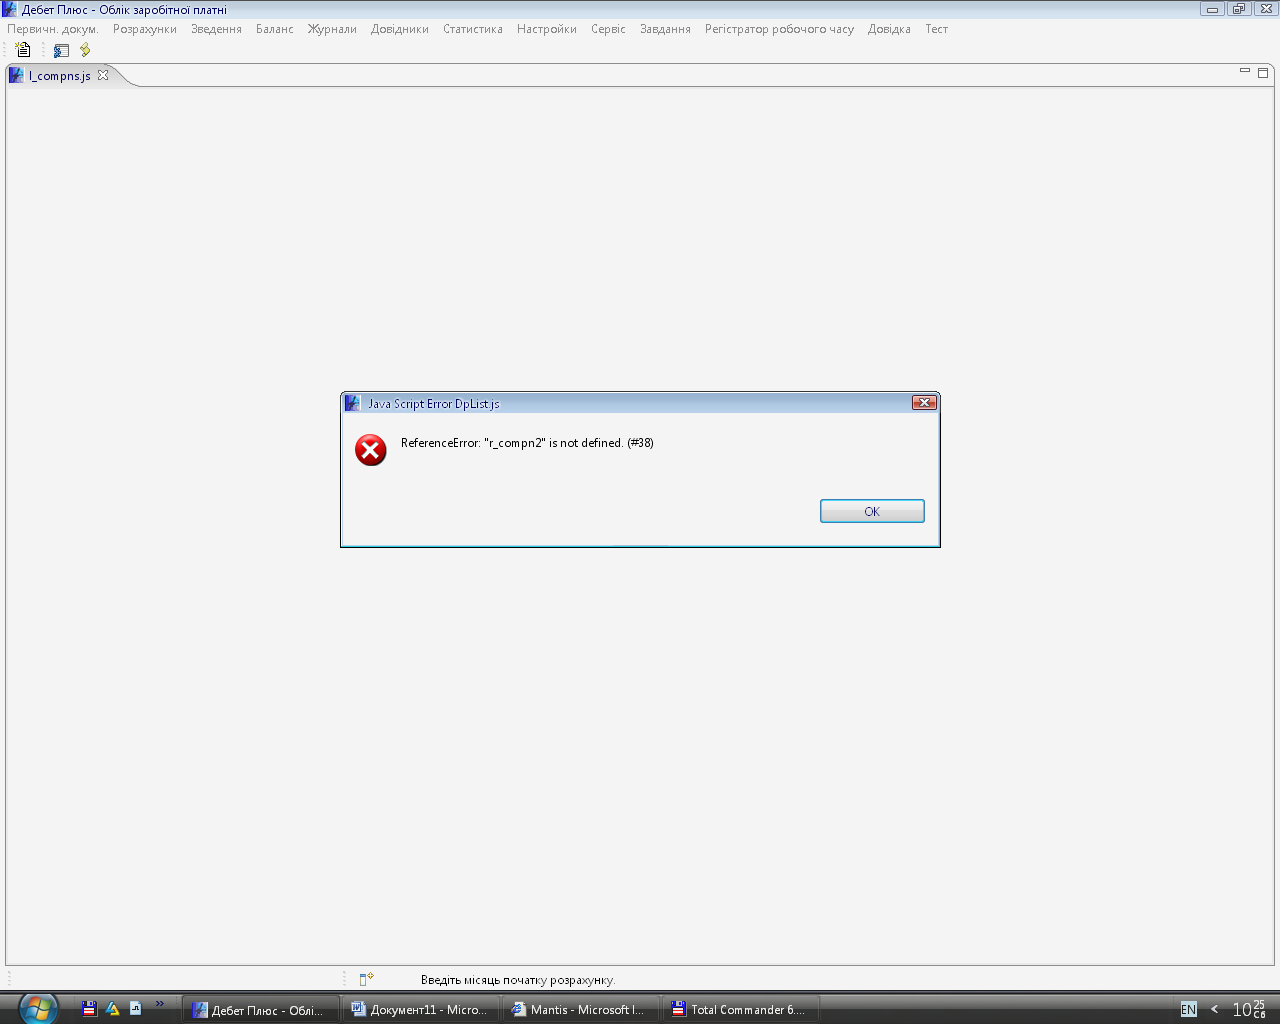 Дебет Плюс - Облік заробітної платні
Первичн. докум. Розрахунки Зведення Баланс Журнали Довідники Статистика Настройки Сервіс Завдання Регістратор робочого часу Довідка Тест
l_compns.js
Java Script Error DpList.js
ReferenceError: "r_compn2" is not defined. (#38)
OK
Введіть місяць початку розрахунку.
Дебет Плюс - Облі... Документ11 - Micro... Mantis - Microsoft I... Total Commander 6.... EN 10 25 Сб